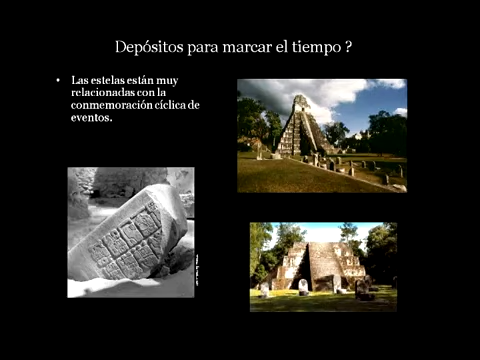 Depósitos para marcar el tiempo ?
• Las estelas están muy
relacionadas con la
conmemoración cíclica de
eventos.